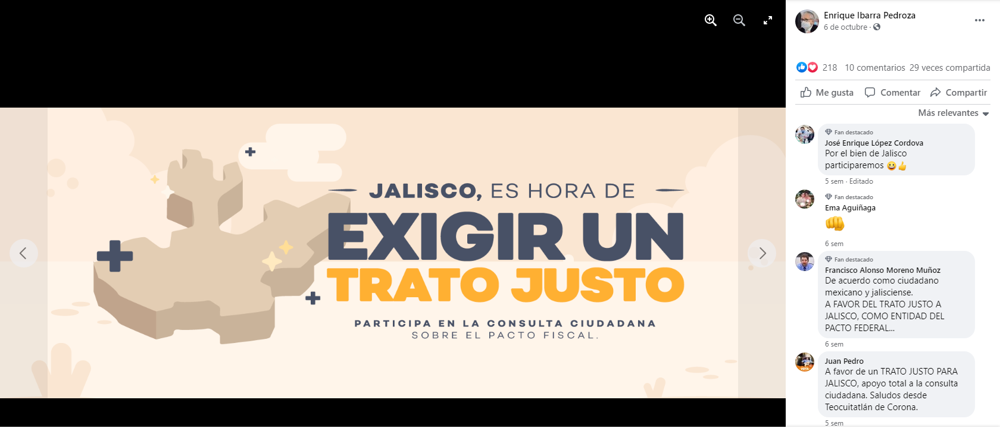 Enrique Ibarra Pedroza
6 de octubre ·
218 10 comentarios 29 veces compartida
Me gusta Comentar Compartir
Más relevantes
Fan destacado
José Enrique López Cordova
Por el bien de Jalisco
participaremos 😀👍
5 sem · Editado
Fan destacado
Ema Aguiñaga
👊
6 sem
Fan destacado
Francisco Alonso Moreno Muñoz
De acuerdo como ciudadano
mexicano y jalisciense.
A FAVOR DEL TRATO JUSTO A
JALISCO, COMO ENTIDAD DEL
PACTO FEDERAL...
6 sem
Juan Pedro
A favor de un TRATO JUSTO PARA
JALISCO, apoyo total a la consulta
ciudadana. Saludos desde
Teocuitatlán de Corona.
5 sem
JALISCO, ES HORA DE
EXIGIR UN
TRATO JUSTO
PARTICIPA EN LA CONSULTA CIUDADANA
SOBRE EL PACTO FISCAL.